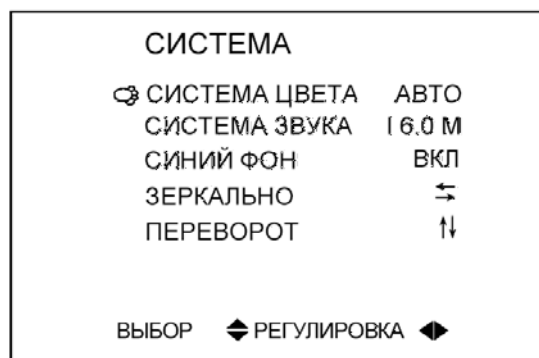 СИСТЕМА
СИСТЕМА ЦВЕТА АВТО
СИСТЕМА ЗВУКА I 6.0 M
СИНИЙ ФОН ВКЛ
ЗЕРКАЛЬНО ⇆
ПЕРЕВОРОТ ↑↓
ВЫБОР РЕГУЛИРОВКА